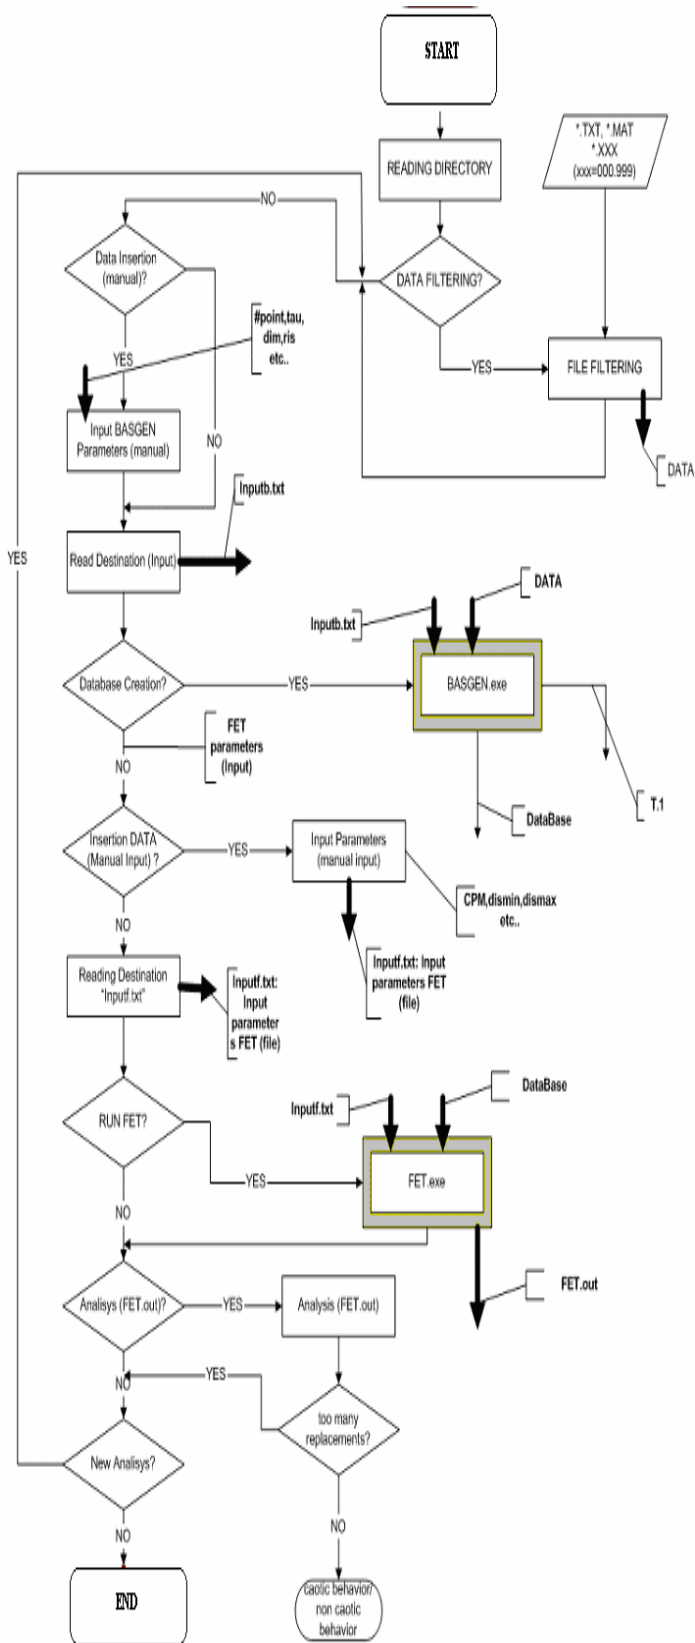 START
READING DIRECTORY
*.TXT, *.MAT
*.XXX
(xxx=000.999)
NO
Data Insertion
(manual)?
DATA FILTERING?
#point,tau,
dim,ris
etc..
YES
YES
FILE FILTERING
Input BASGEN
Parameters (manual)
NO
DATA
Inputb.txt
YES
Read Destination (Input)
DATA
Inputb.txt
Database Creation?
YES
BASGEN.exe
FET
parameters
(Input)
NO
T.1
DataBase
Insertion DATA
(Manual Input) ?
YES
Input Parameters
(manual input)
CPM,dismin,dismax
etc..
NO
Reading Destination
"Inputf.txt"
Inputf.txt:
Input
parameter
s FET (file)
Inputf.txt: Input
parameters FET
(file)
DataBase
Inputf.txt
RUN FET?
YES
FET.exe
NO
FET.out
Analisys (FET.out)?
YES
Analysis (FET.out)
YES
NO
too many
replacements?
New Analisys?
NO
NO
END
caotic behavior/
non caotic
behavior